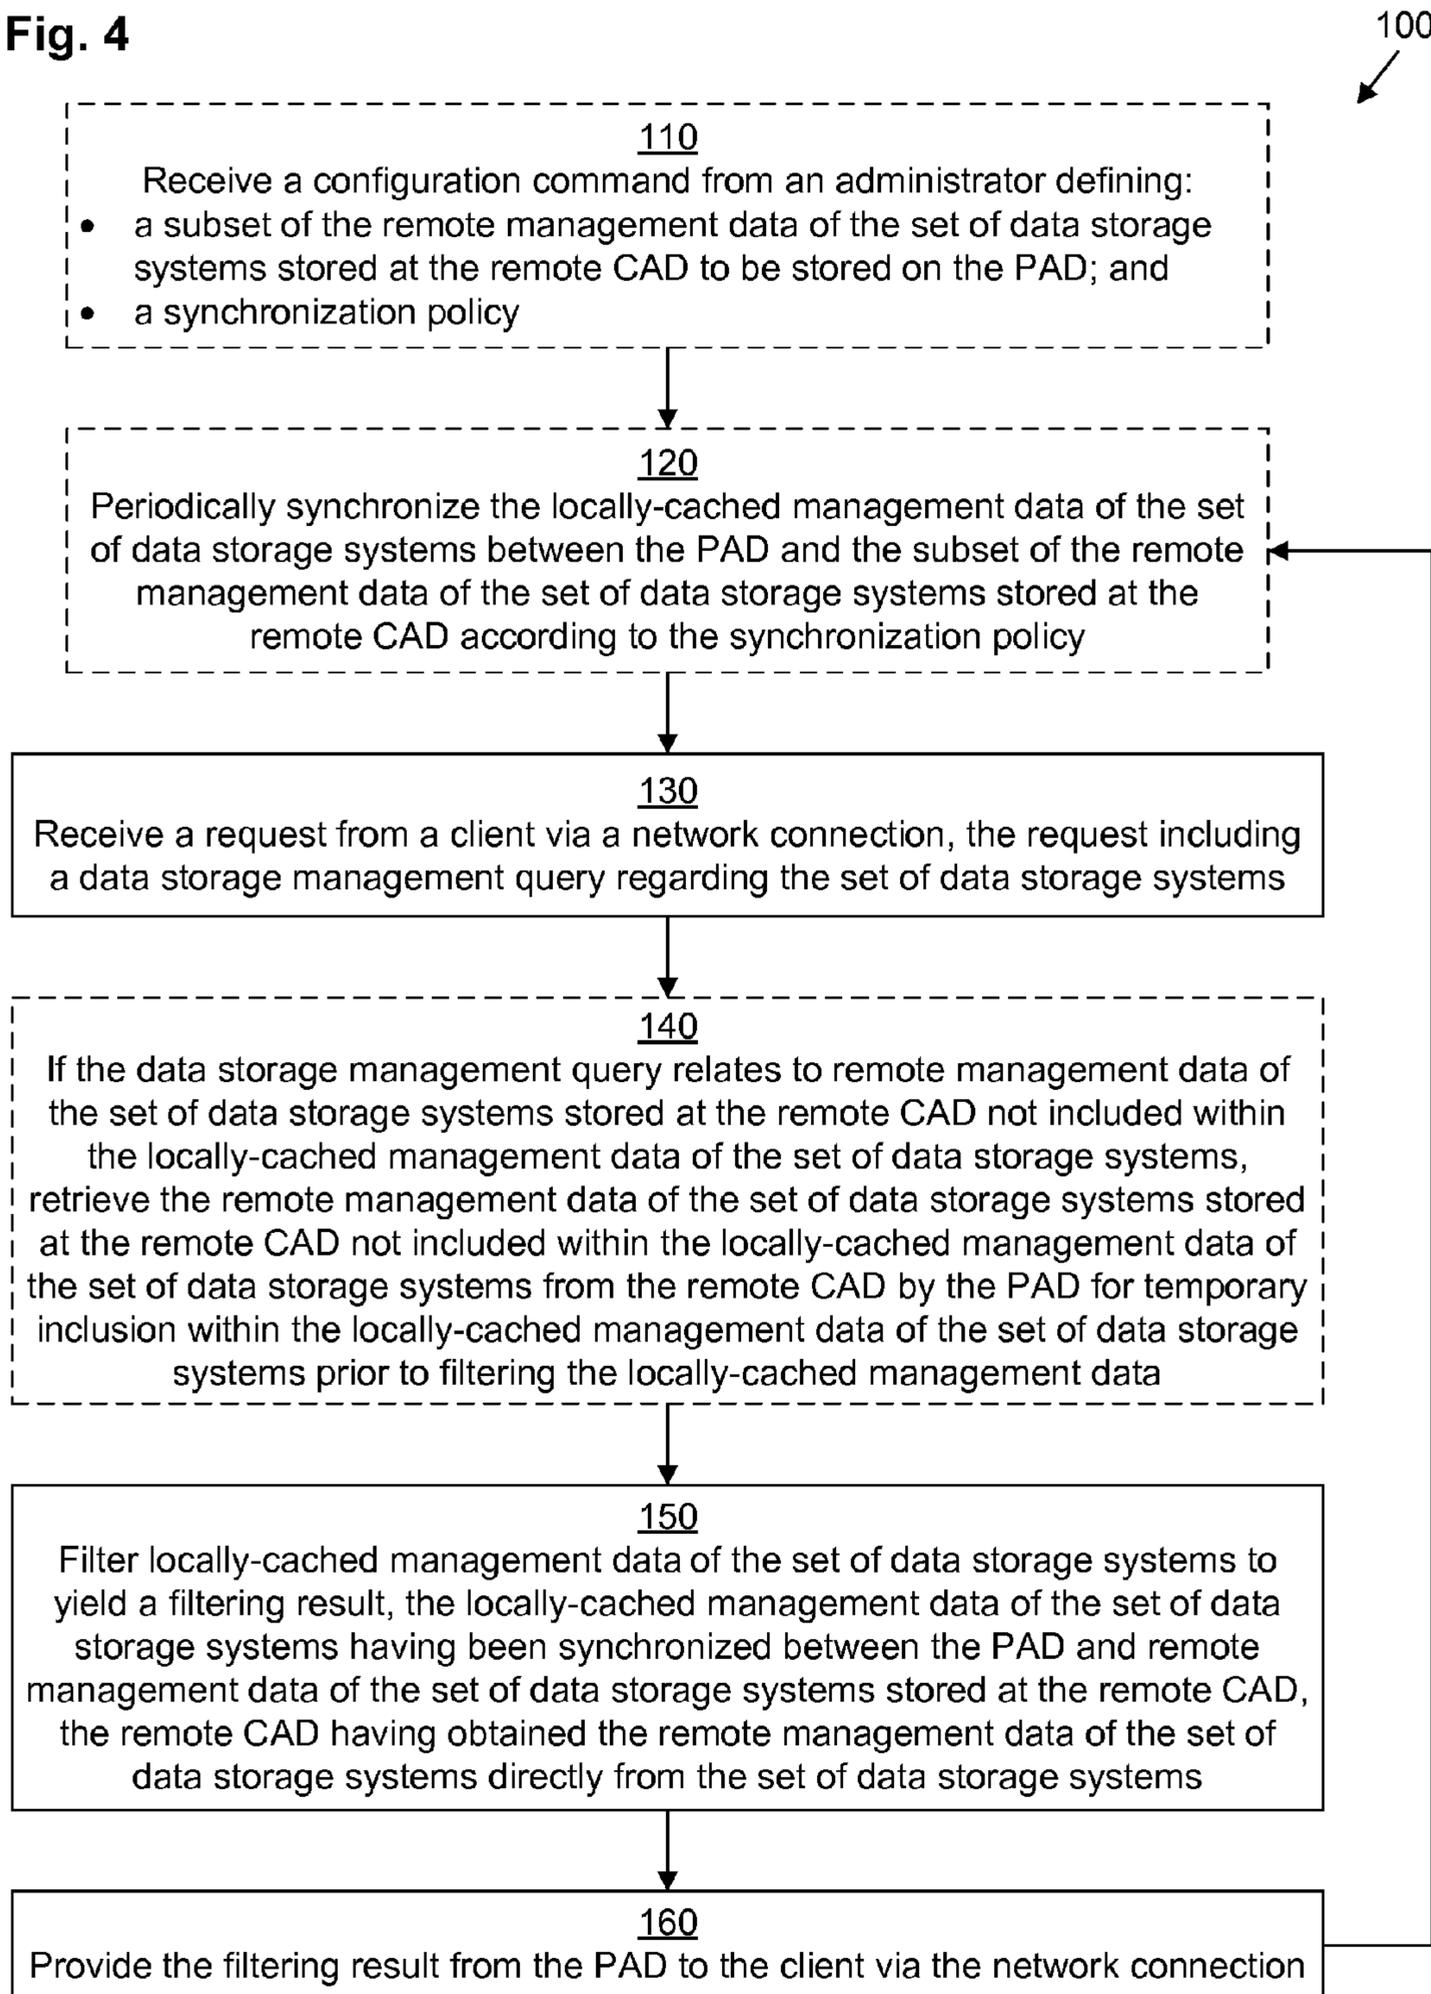 Fig. 4
100
110
Receive a configuration command from an administrator defining:
• a subset of the remote management data of the set of data storage
systems stored at the remote CAD to be stored on the PAD; and
• a synchronization policy
120
Periodically synchronize the locally-cached management data of the set
of data storage systems between the PAD and the subset of the remote
management data of the set of data storage systems stored at the
remote CAD according to the synchronization policy
130
Receive a request from a client via a network connection, the request including
a data storage management query regarding the set of data storage systems
140
If the data storage management query relates to remote management data of
the set of data storage systems stored at the remote CAD not included within
the locally-cached management data of the set of data storage systems,
retrieve the remote management data of the set of data storage systems stored
at the remote CAD not included within the locally-cached management data of
the set of data storage systems from the remote CAD by the PAD for temporary
inclusion within the locally-cached management data of the set of data storage
systems prior to filtering the locally-cached management data
150
Filter locally-cached management data of the set of data storage systems to
yield a filtering result, the locally-cached management data of the set of data
storage systems having been synchronized between the PAD and remote
management data of the set of data storage systems stored at the remote CAD,
the remote CAD having obtained the remote management data of the set of
data storage systems directly from the set of data storage systems
160
Provide the filtering result from the PAD to the client via the network connection